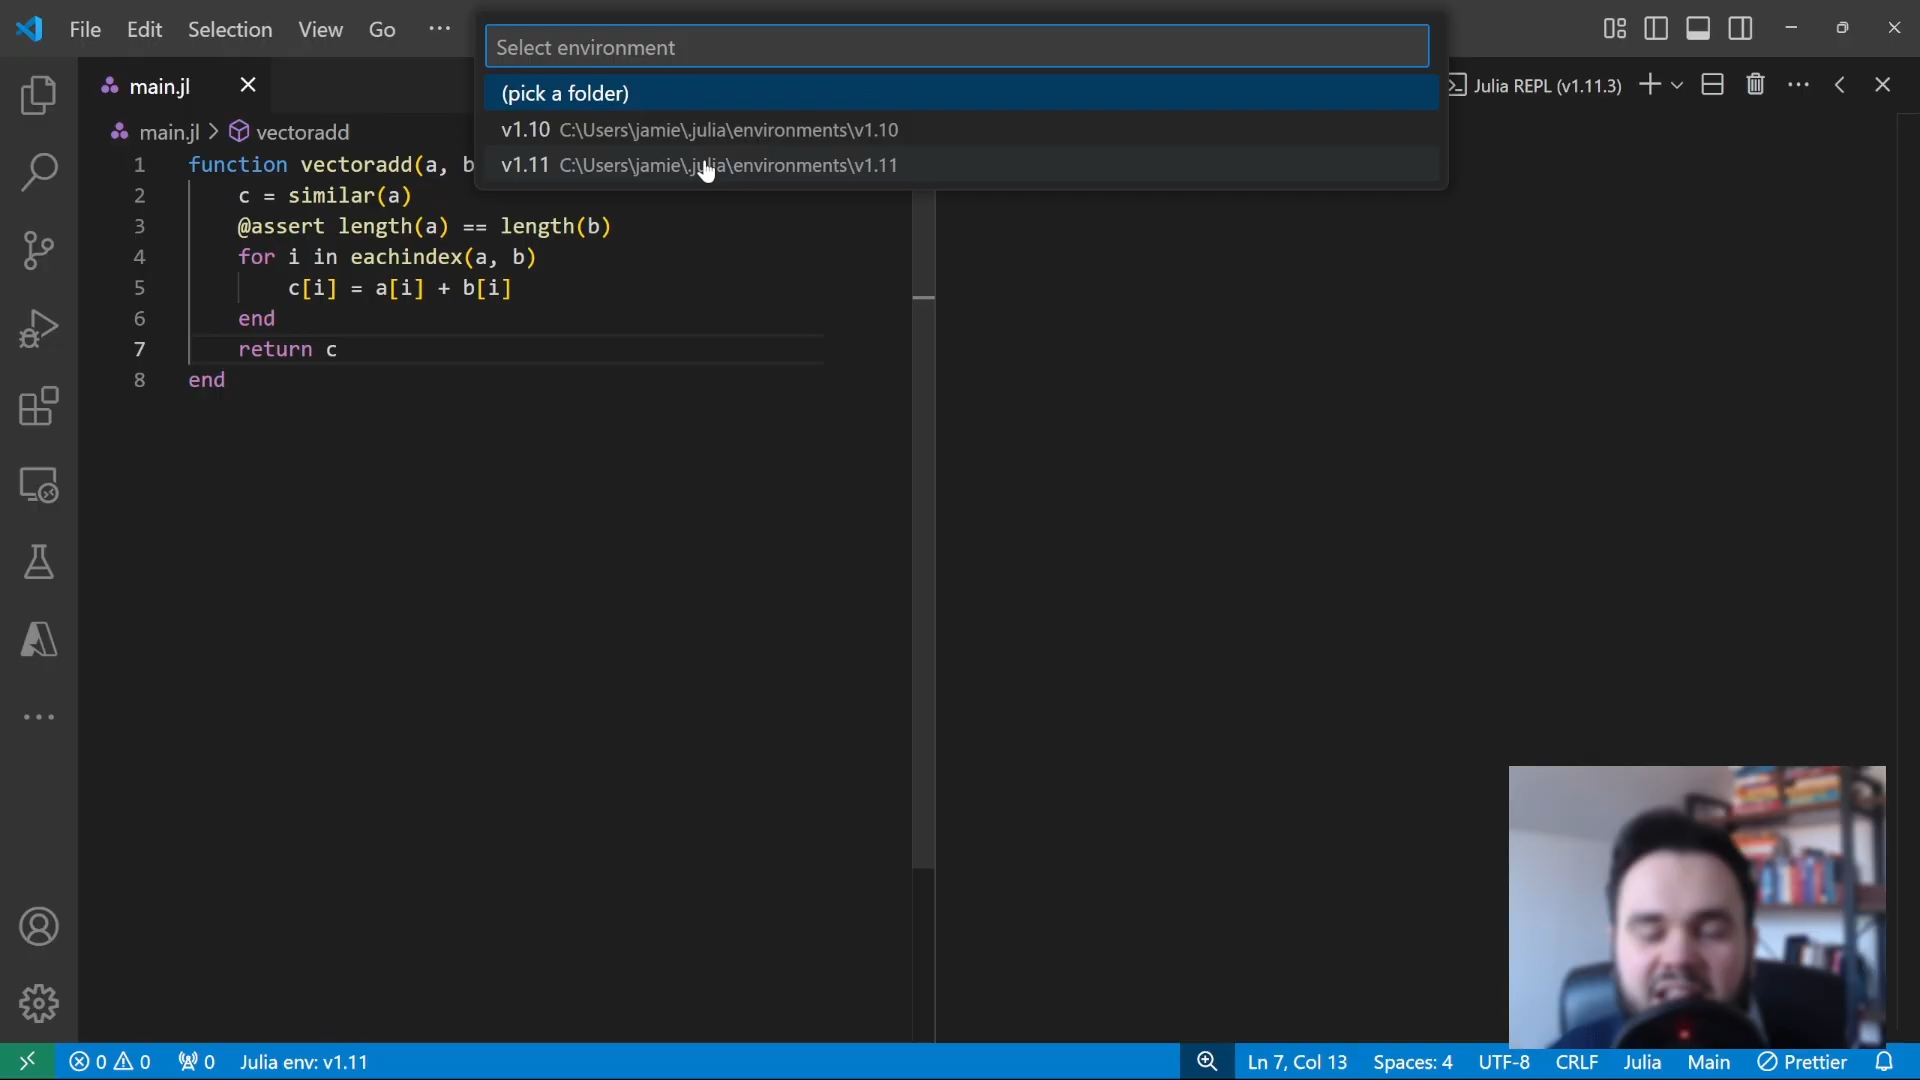 File Edit Selection View Go ...
Select environment
(pick a folder)
v1.10 C:\Users\jamie\.julia\environments\v1.10
v1.11 C:\Users\jamie\.julia\environments\v1.11
main.jl
Julia REPL (v1.11.3)
main.jl > vectoradd
1 function vectoradd(a, b
2 c = similar(a)
3 @assert length(a) == length(b)
4 for i in eachindex(a, b)
5 c[i] = a[i] + b[i]
6 end
7 return c
8 end
0 0 0 Julia env: v1.11
Ln 7, Col 13 Spaces: 4 UTF-8 CRLF Julia Main Prettier